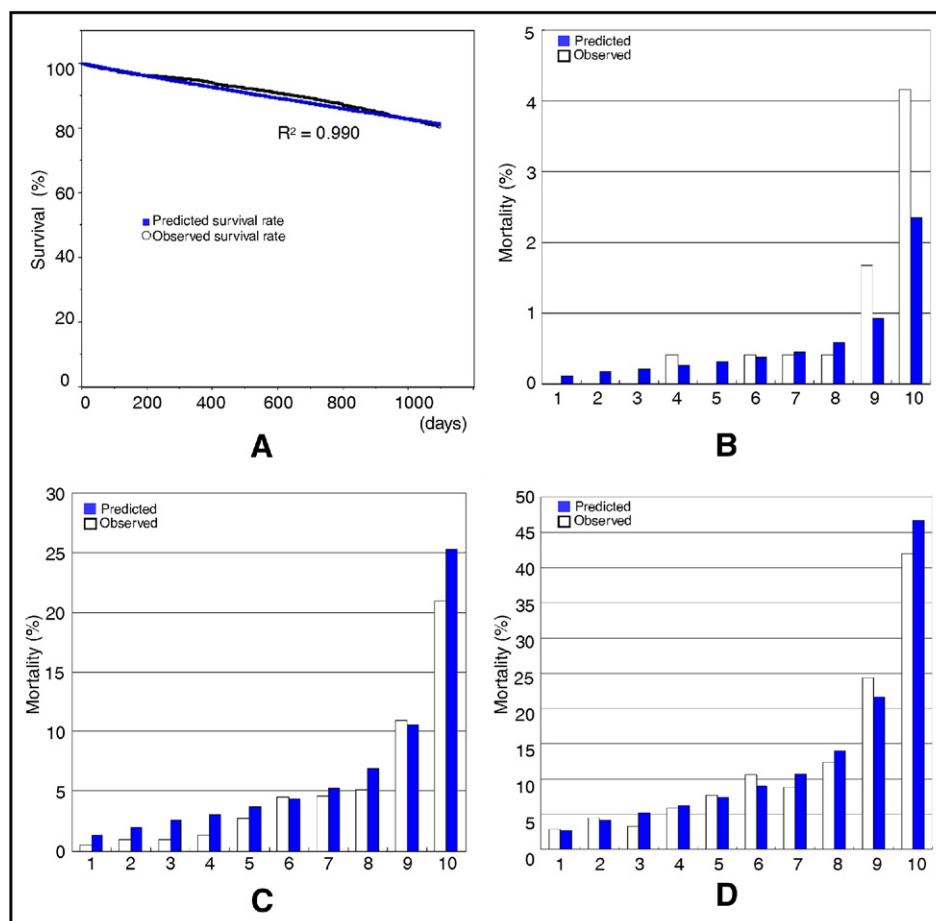 100
80
60
40
20
0
Survival (%)
R² = 0.990
Predicted survival rate
Observed survival rate
0 200 400 600 800 1000
(days)
A
5
4
3
2
1
0
Mortality (%)
Predicted
Observed
1 2 3 4 5 6 7 8 9 10
B
30
25
20
15
10
5
0
Mortality (%)
Predicted
Observed
1 2 3 4 5 6 7 8 9 10
C
50
45
40
35
30
25
20
15
10
5
0
Mortality (%)
Predicted
Observed
1 2 3 4 5 6 7 8 9 10
D